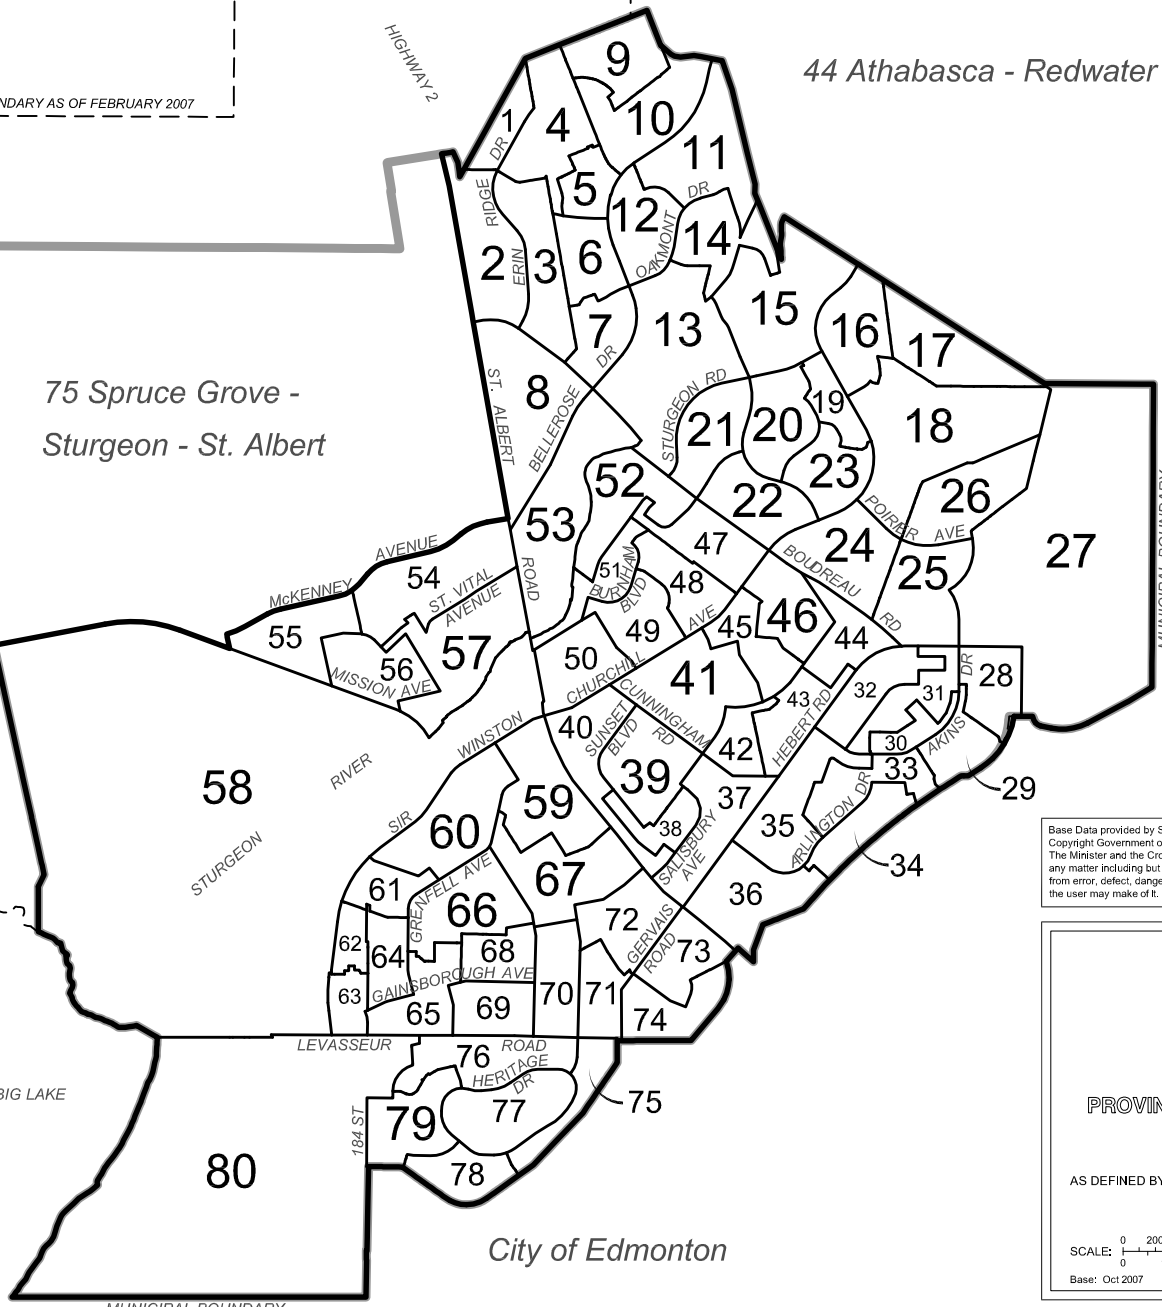 HIGHWAY 2
44 Athabasca - Redwater
NDARY AS OF FEBRUARY 2007
9
1
4
10
11
DR
5
12
DR
RIDGE
2
ERIN
3
6
OAKMONT
14
15
7
DR
13
16
17
75 Spruce Grove -
Sturgeon - St. Albert
ST. ALBERT
8
BELLEROSE
STURGEON RD
21
20
19
18
52
23
22
26
53
POIRIER AVE
47
24
27
BOUDREAU
25
AVENUE
54
ROAD
51
BURNHAM
BLVD
48
McKENNEY
ST. VITAL
AVENUE
RD
55
57
49
AVE
45
46
44
MUNICIPAL BOUNDARY
56
MISSION AVE
50
CHURCHILL
41
DR
28
CUNNINGHAM
RD
43
32
31
HEBERT RD
WINSTON
40
SUNSET
BLVD
42
30
AKINS
RIVER
58
39
33
29
59
37
SIR
60
38
35
ARLINGTON DR
STURGEON
SALISBURY
AVE
34
Base Data provided by S
Copyright Government o
The Minister and the Cro
any matter including but
from error, defect, dange
the user may make of it.
61
GRENFELL AVE
67
36
66
72
GERVAIS
ROAD
62
64
68
73
GAINSBOROUGH AVE
63
65
69
70
71
74
LEVASSEUR
ROAD
76
HERITAGE
DR
BIG LAKE
77
75
184 ST
79
PROVIN
80
78
AS DEFINED BY
City of Edmonton
SCALE:
0 200
0
Base: Oct 2007
MUNICIPAL BOUNDARY